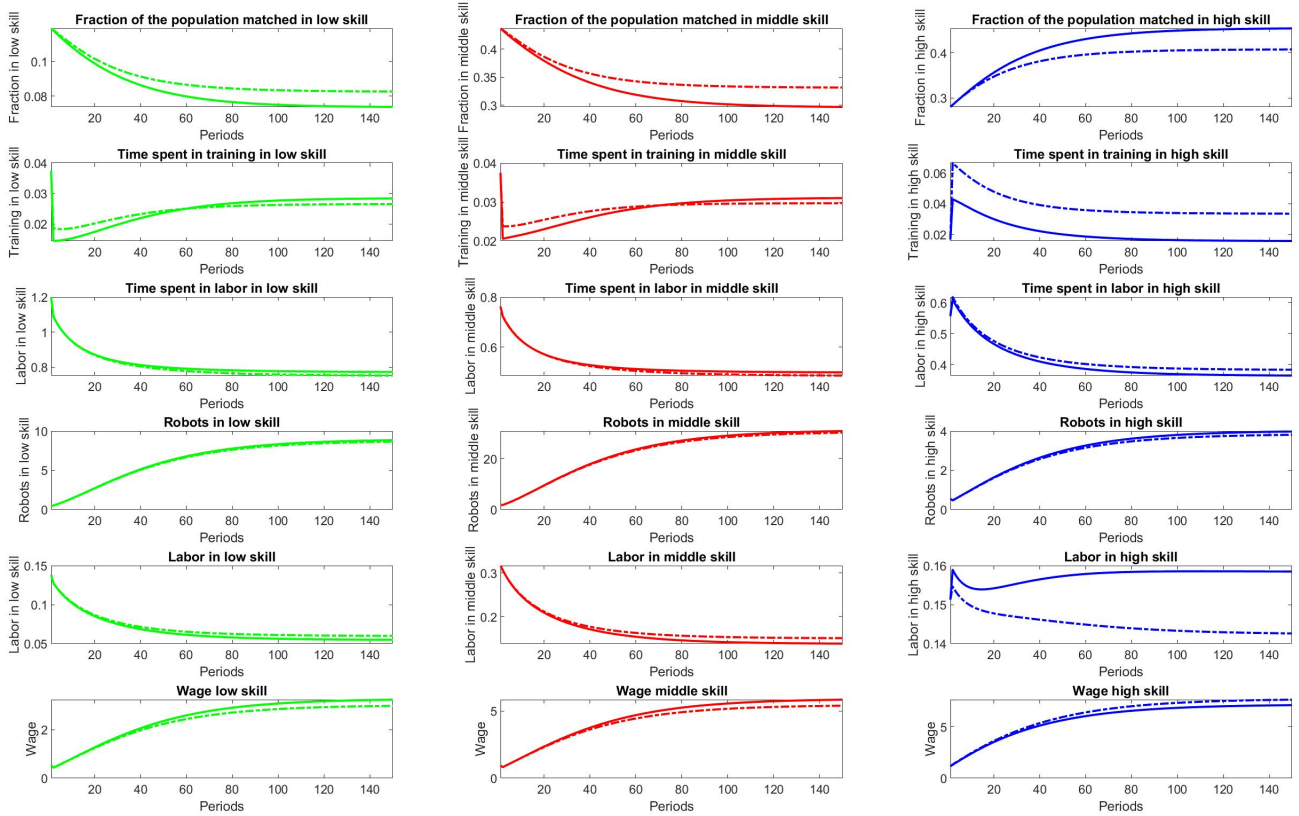 Fraction of the population matched in low skill
Fraction in low skill
0.1
0.08
20 40 60 80 100 120 140
Periods
Fraction of the population matched in middle skill
Fraction in middle skill
0.4
0.35
0.3
20 40 60 80 100 120 140
Periods
Fraction of the population matched in high skill
Fraction in high skill
0.4
0.3
20 40 60 80 100 120 140
Periods
Time spent in training in low skill
Training in low skill
0.04
0.03
0.02
20 40 60 80 100 120 140
Periods
Time spent in training in middle skill
Training in middle skill
0.04
0.03
0.02
20 40 60 80 100 120 140
Periods
Time spent in training in high skill
Training in high skill
0.06
0.04
0.02
20 40 60 80 100 120 140
Periods
Time spent in labor in low skill
Labor in low skill
1.2
1
0.8
20 40 60 80 100 120 140
Periods
Time spent in labor in middle skill
Labor in middle skill
0.8
0.6
20 40 60 80 100 120 140
Periods
Time spent in labor in high skill
Labor in high skill
0.6
0.5
0.4
20 40 60 80 100 120 140
Periods
Robots in low skill
Robots in low skill
10
5
0
20 40 60 80 100 120 140
Periods
Robots in middle skill
Robots in middle skill
20
0
20 40 60 80 100 120 140
Periods
Robots in high skill
Robots in high skill
4
2
0
20 40 60 80 100 120 140
Periods
Labor in low skill
Labor in low skill
0.15
0.1
0.05
20 40 60 80 100 120 140
Periods
Labor in middle skill
Labor in middle skill
0.3
0.2
20 40 60 80 100 120 140
Periods
Labor in high skill
Labor in high skill
0.16
0.15
0.14
20 40 60 80 100 120 140
Periods
Wage low skill
Wage
2
0
20 40 60 80 100 120 140
Periods
Wage middle skill
Wage
5
0
20 40 60 80 100 120 140
Periods
Wage high skill
Wage
5
0
20 40 60 80 100 120 140
Periods